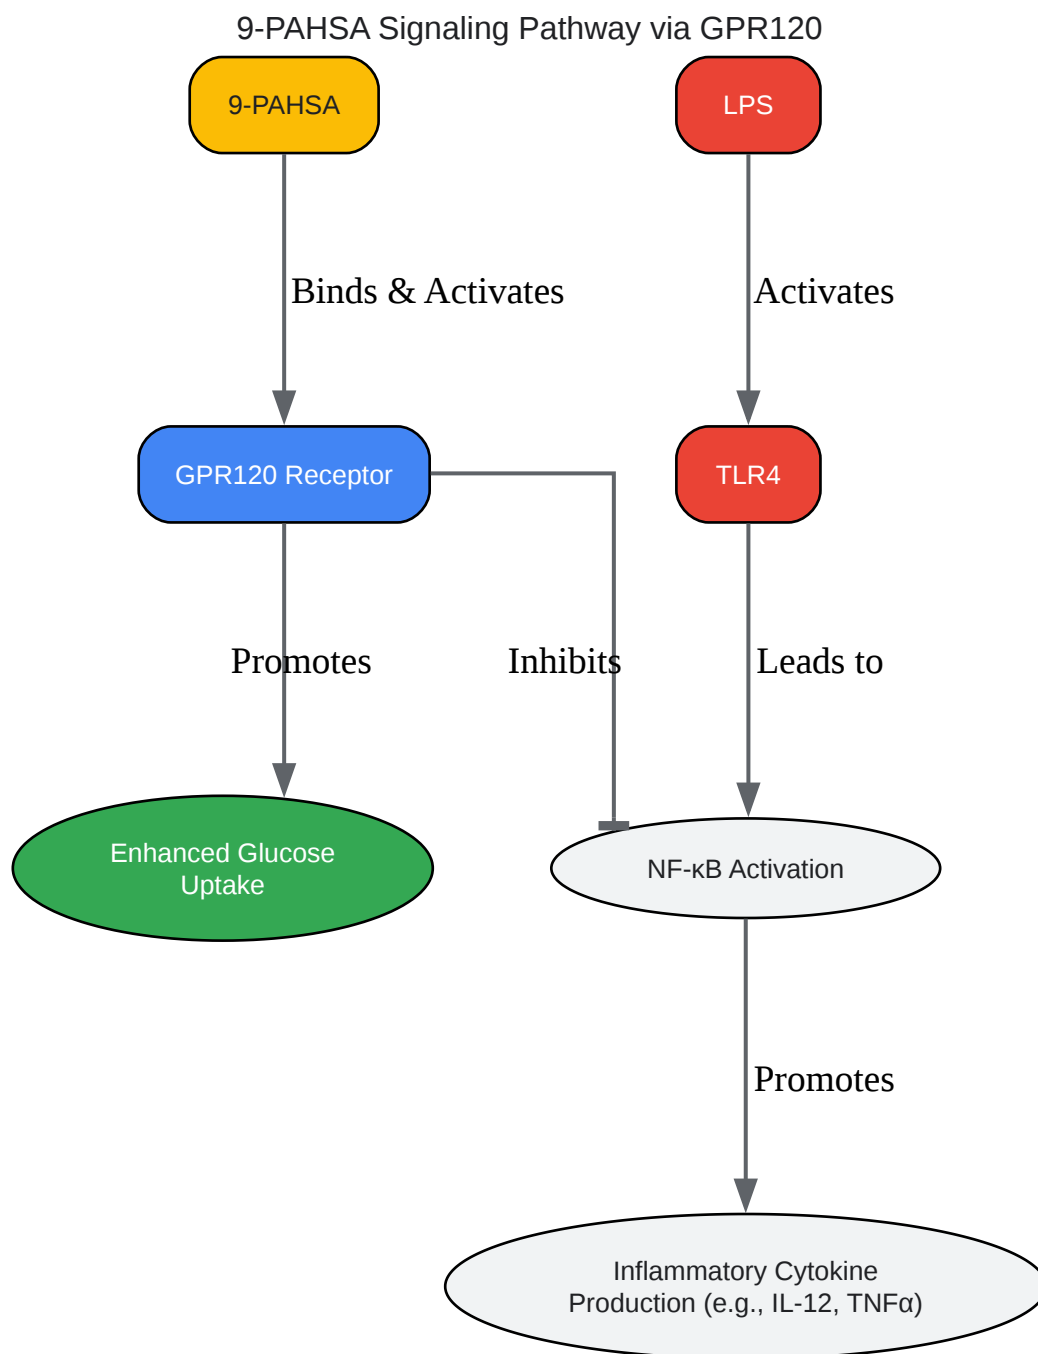 9-PAHSA Signaling Pathway via GPR120
9-PAHSA
LPS
Binds & Activates
Activates
GPR120 Receptor
TLR4
Promotes
Inhibits
Leads to
Enhanced Glucose
Uptake
NF-κB Activation
Promotes
Inflammatory Cytokine
Production (e.g., IL-12, TNFα)